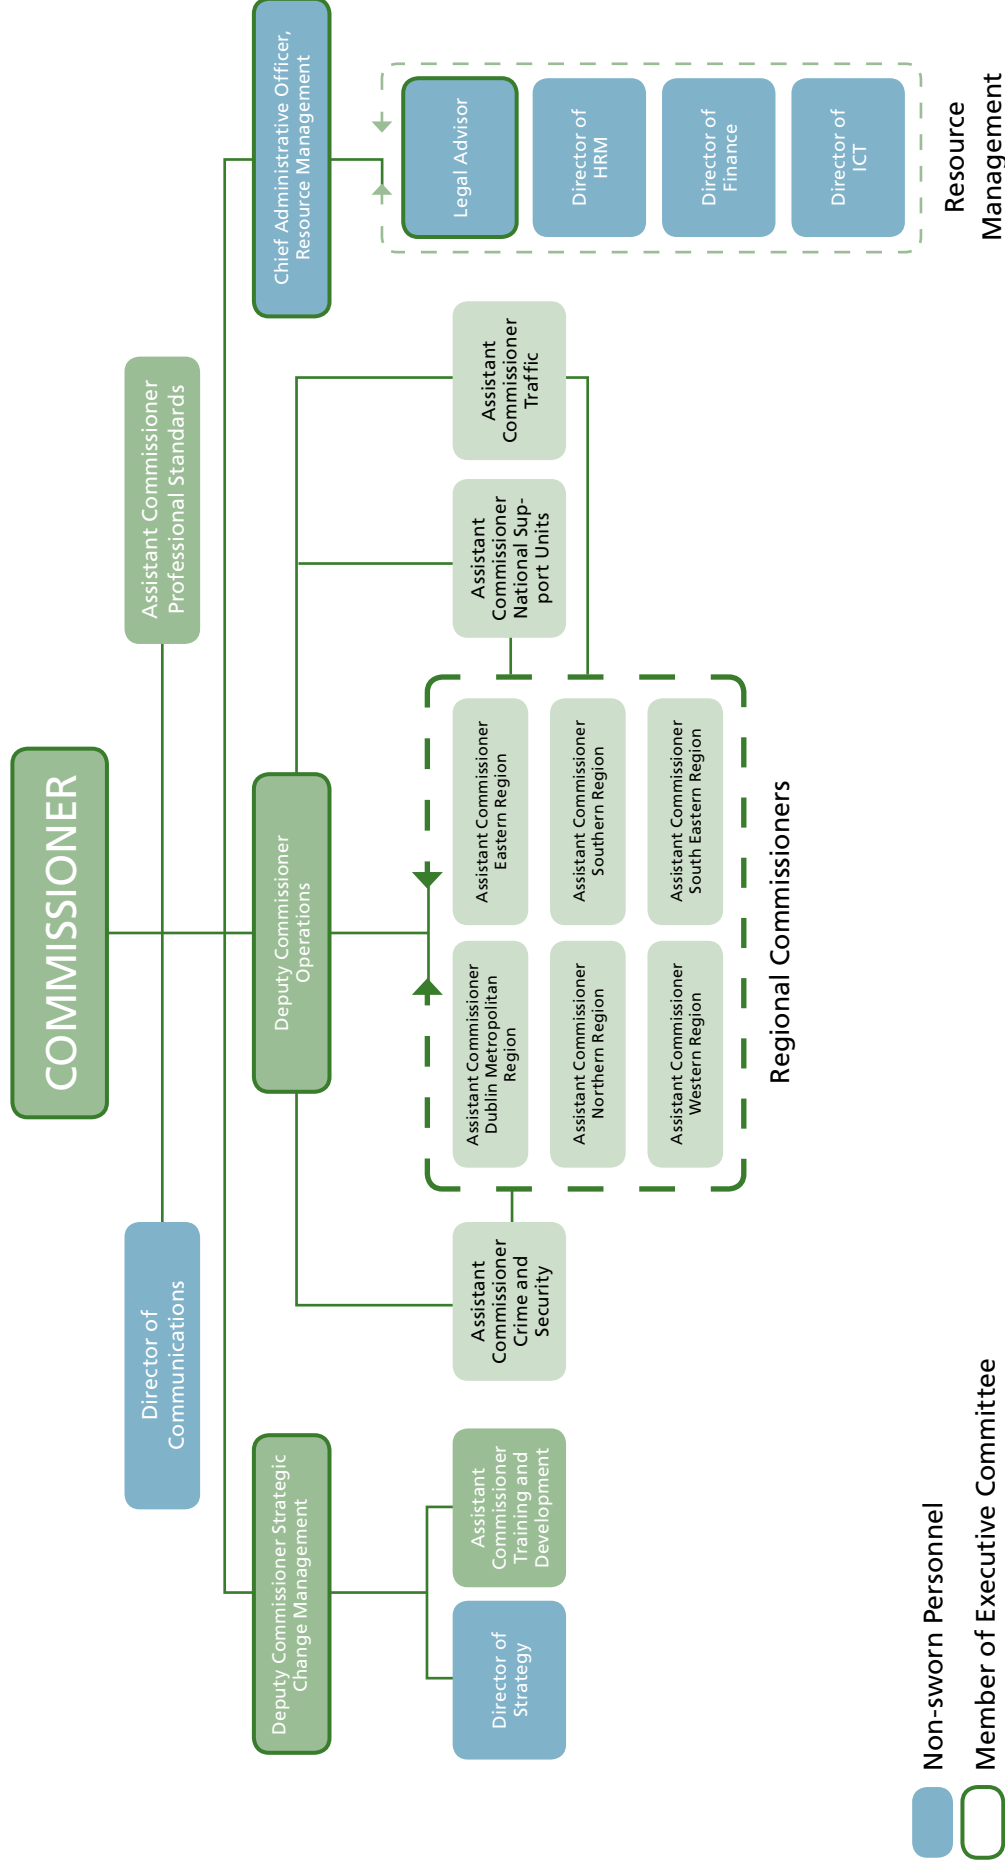 COMMISSIONER
Director of
Communications
Assistant Commissioner
Professional Standards
Deputy Commissioner Strategic
Change Management
Deputy Commissioner
Operations
Chief Administrative Officer,
Resource Management
Director of
Strategy
Assistant
Commissioner
Training and
Development
Assistant
Commissioner
Crime and
Security
Assistant Commissioner
Dublin Metropolitan
Region
Assistant Commissioner
Eastern Region
Assistant Commissioner
Northern Region
Assistant Commissioner
Southern Region
Assistant Commissioner
Western Region
Assistant Commissioner
South Eastern Region
Regional Commissioners
Assistant
Commissioner
National Sup-
port Units
Assistant
Commissioner
Traffic
Legal Advisor
Director of
HRM
Director of
Finance
Director of
ICT
Resource
Management
Non-sworn Personnel
Member of Executive Committee